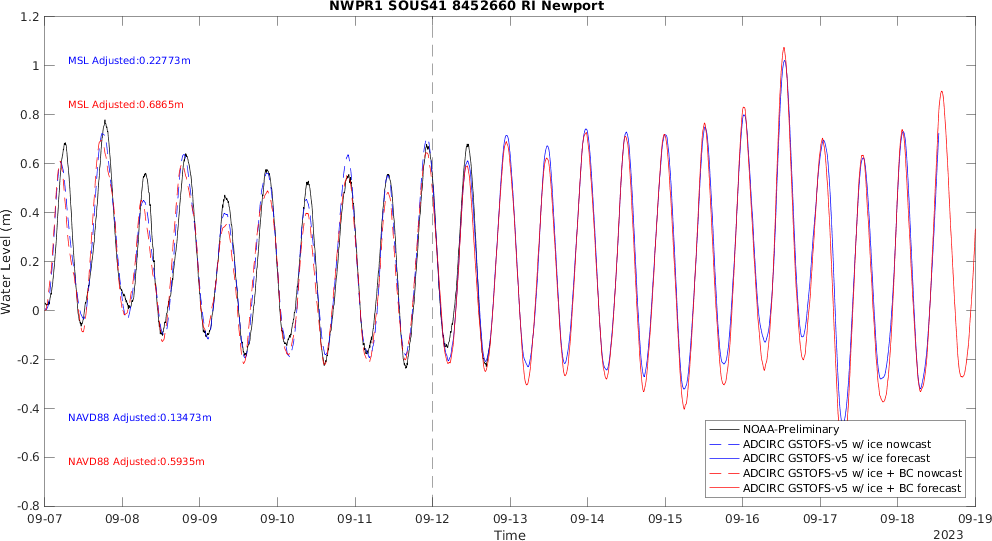 NWPR1 SOUS41 8452660 RI Newport
1.2
1
0.8
0.6
0.4
0.2
0
-0.2
-0.4
-0.6
-0.8
Water Level (m)
MSL Adjusted:0.22773m
MSL Adjusted:0.6865m
NAVD88 Adjusted:0.13473m
NAVD88 Adjusted:0.5935m
NOAA-Preliminary
ADCIRC GSTOFS-v5 w/ ice nowcast
ADCIRC GSTOFS-v5 w/ ice forecast
ADCIRC GSTOFS-v5 w/ ice + BC nowcast
ADCIRC GSTOFS-v5 w/ ice + BC forecast
09-07 09-08 09-09 09-10 09-11 09-12 09-13 09-14 09-15 09-16 09-17 09-18 09-19
Time
2023